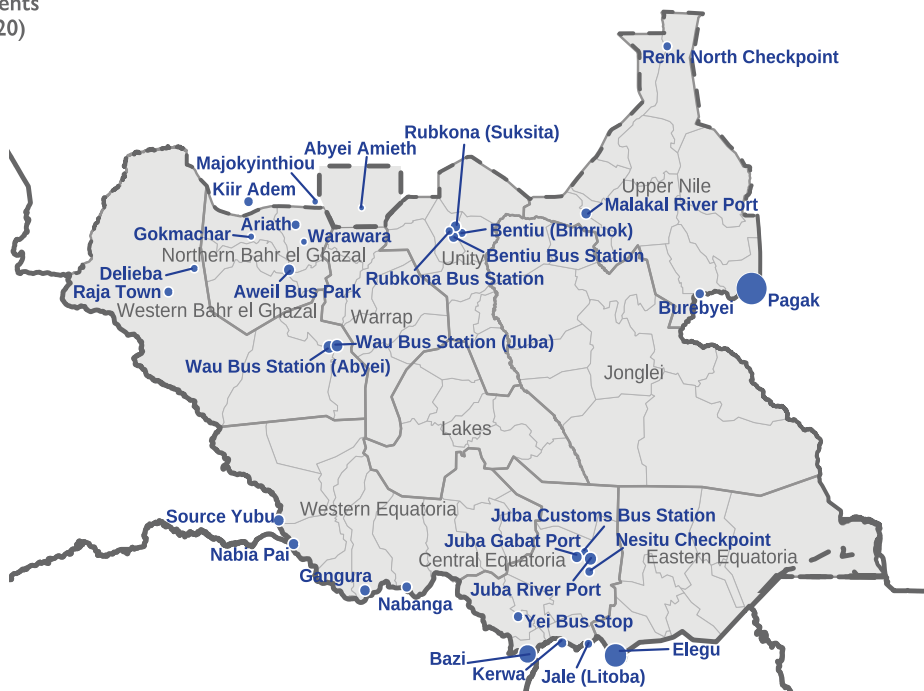 ents
20)
Renk North Checkpoint
Rubkona (Suksita)
Abyei Amieth
Majokyinthiou
Kiir Adem
Upper Nile
Malakal River Port
Ariath
Gokmachar
Warawara
Bentiu (Bimruok)
Northern Bahr el Ghazal
Unity
Bentiu Bus Station
Delieba
Rubkona Bus Station
Raja Town
Aweil Bus Park
Western Bahr el Ghazal
Burebyei
Pagak
Warrap
Wau Bus Station (Juba)
Wau Bus Station (Abyei)
Jonglei
Lakes
Western Equatoria
Source Yubu
Juba Customs Bus Station
Juba Gabat Port
Nesitu Checkpoint
Nabia Pai
Central Equatoria
Eastern Equatoria
Gangura
Juba River Port
Nabanga
Yei Bus Stop
Bazi
Elegu
Kerwa
Jale (Litoba)